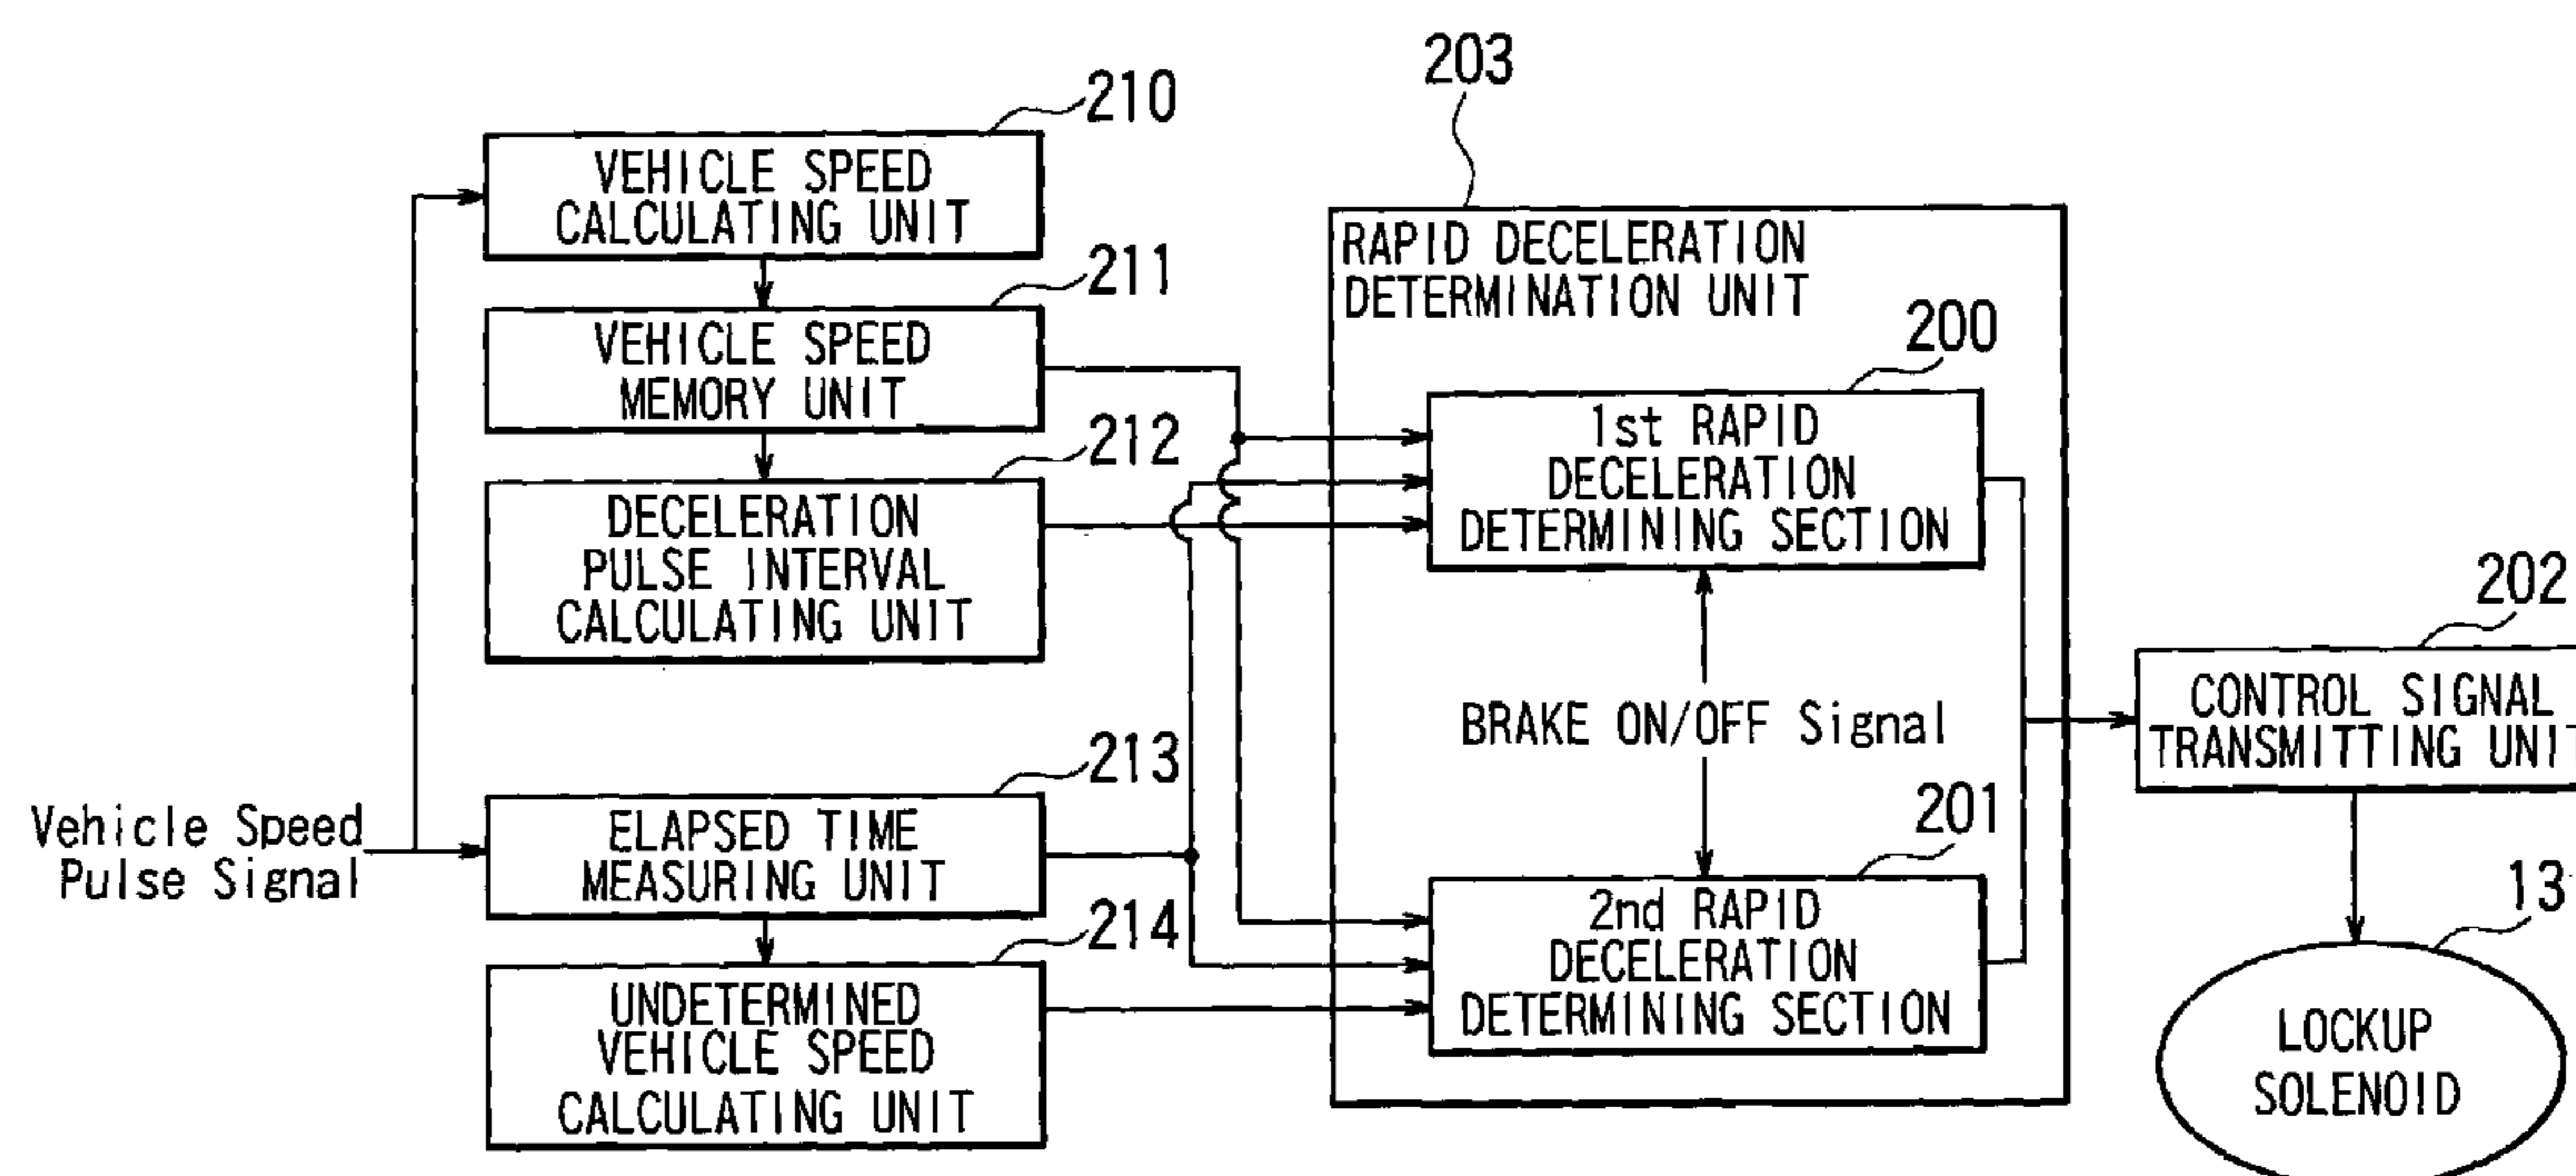 203
210
VEHICLE SPEED
CALCULATING UNIT
211
RAPID DECELERATION
DETERMINATION UNIT
VEHICLE SPEED
MEMORY UNIT
200
212
1st RAPID
DECELERATION
DETERMINING SECTION
DECELERATION
PULSE INTERVAL
CALCULATING UNIT
202
CONTROL SIGNAL
TRANSMITTING UNIT
BRAKE ON/OFF Signal
213
Vehicle Speed
Pulse Signal
ELAPSED TIME
MEASURING UNIT
201
13
214
2nd RAPID
DECELERATION
DETERMINING SECTION
UNDETERMINED
VEHICLE SPEED
CALCULATING UNIT
LOCKUP
SOLENOID